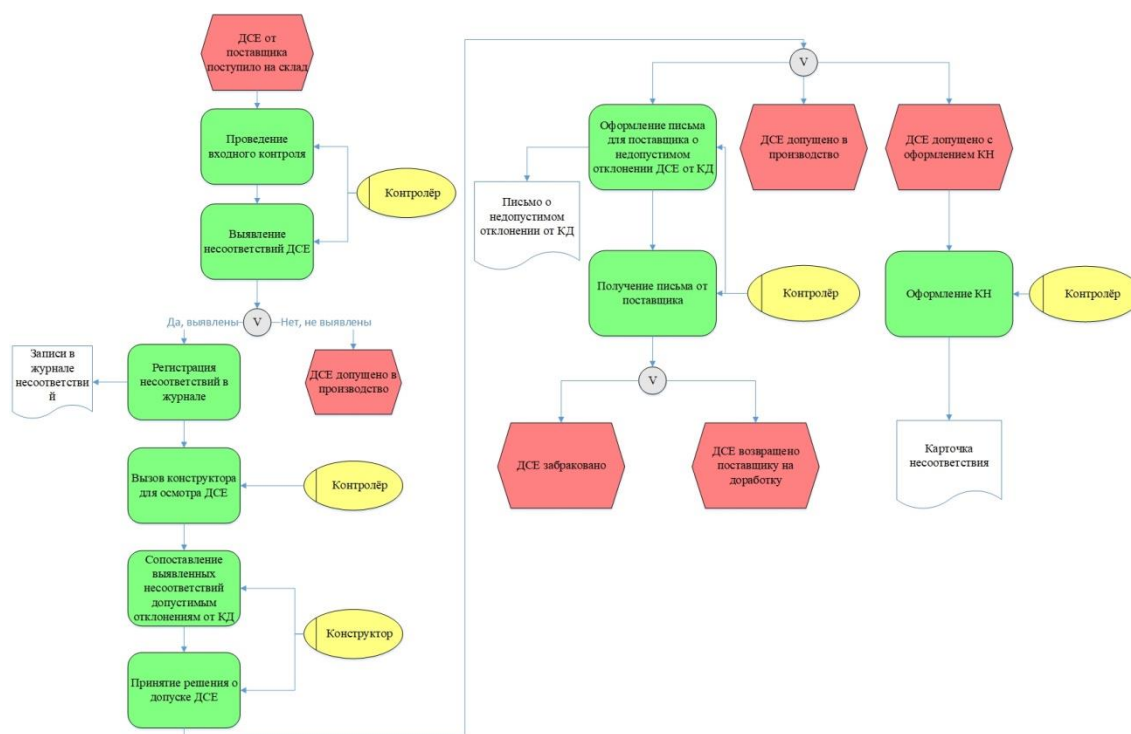 ДСЕ от
поставщика
поступило на склад
Проведение
входного контроля
Контролёр
Выявление
несоответствий ДСЕ
V
Да, выявлены
Нет, не выявлены
Записи в
журнале
несоответстви
й
Регистрация
несоответствий в
журнале
ДСЕ допущено в
производство
Вызов конструктора
для осмотра ДСЕ
Контролёр
Сопоставление
выявленных
несоответствий
допустимым
отклонениям от КД
Конструктор
Принятие решения о
допуске ДСЕ
V
Оформление письма
для поставщика о
недопустимом
отклонении ДСЕ от КД
ДСЕ допущено в
производство
ДСЕ допущено с
оформлением КН
Письмо о
недопустимом
отклонении от КД
Получение письма от
поставщика
Контролёр
Оформление КН
Контролёр
V
ДСЕ забраковано
ДСЕ возвращено
поставщику на
доработку
Карточка
несоответствия